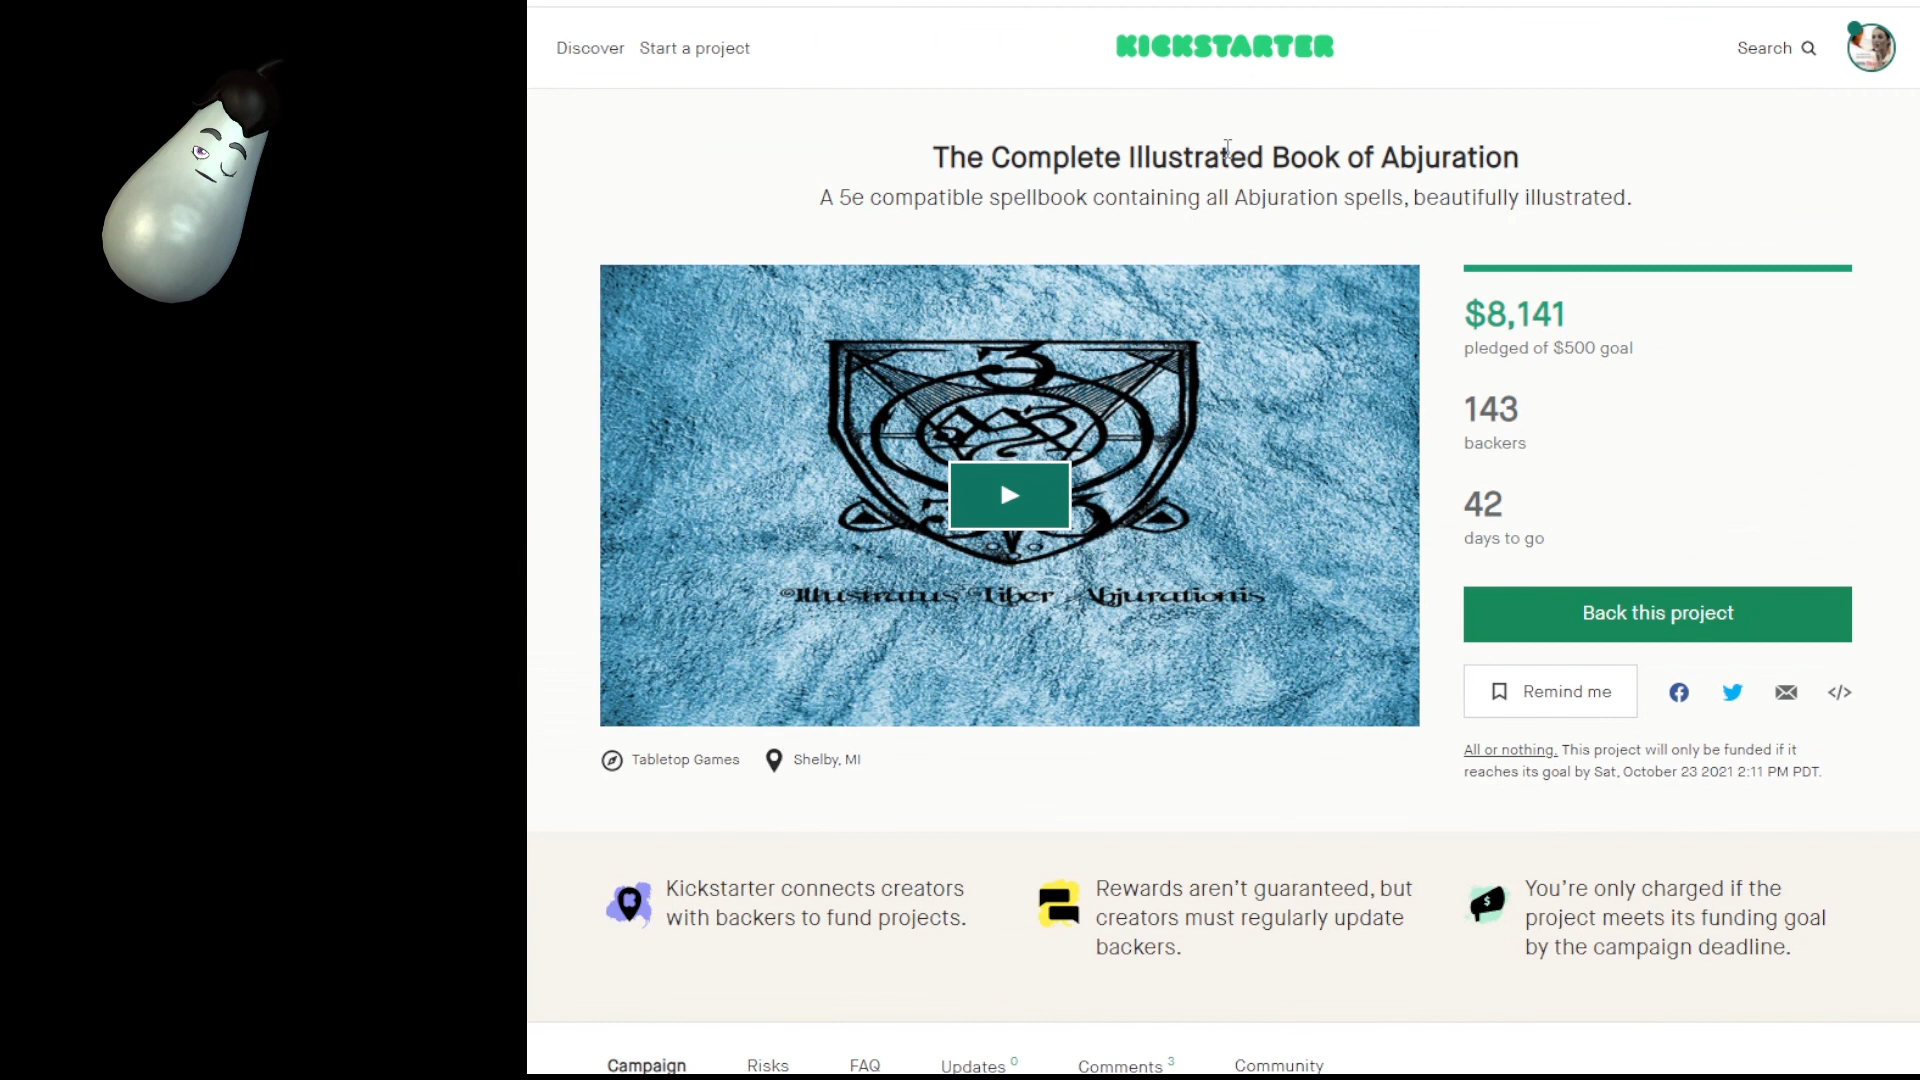 Discover Start a project
KICKSTARTER
Search
The Complete Illustrated Book of Abjuration
A 5e compatible spellbook containing all Abjuration spells, beautifully illustrated.
Illustratus Liber Abjurationis
$8,141
pledged of $500 goal
143
backers
42
days to go
Back this project
Remind me
All or nothing. This project will only be funded if it
reaches its goal by Sat, October 23 2021 2:11 PM PDT.
Tabletop Games
Shelby, MI
Kickstarter connects creators
with backers to fund projects.
Rewards aren't guaranteed, but
creators must regularly update
backers.
You're only charged if the
project meets its funding goal
by the campaign deadline.
Campaign Risks FAQ Updates 0 Comments 3 Community